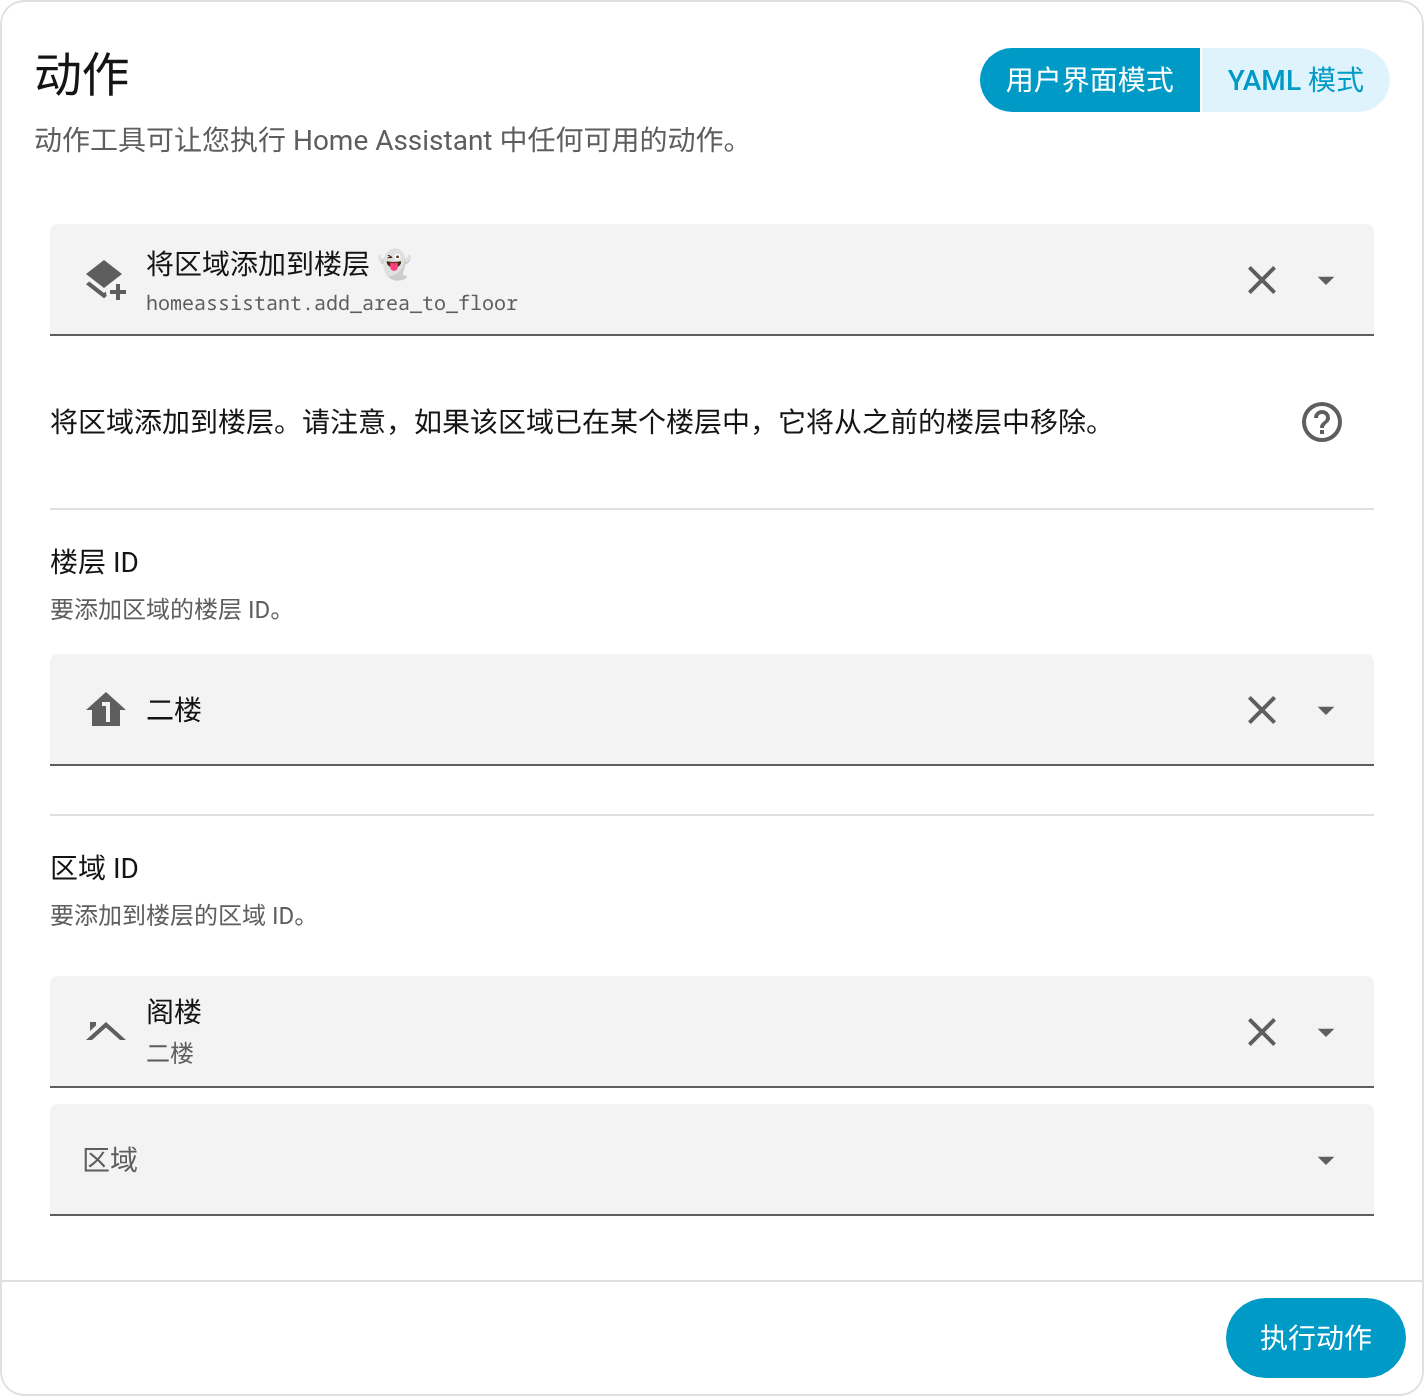 动作
用户界面模式
YAML 模式
动作工具可让您执行 Home Assistant 中任何可用的动作。
将区域添加到楼层 👻
homeassistant.add_area_to_floor
将区域添加到楼层。请注意，如果该区域已在某个楼层中，它将从之前的楼层中移除。
楼层 ID
要添加区域的楼层 ID。
1
二楼
区域 ID
要添加到楼层的区域 ID。
阁楼
二楼
区域
执行动作